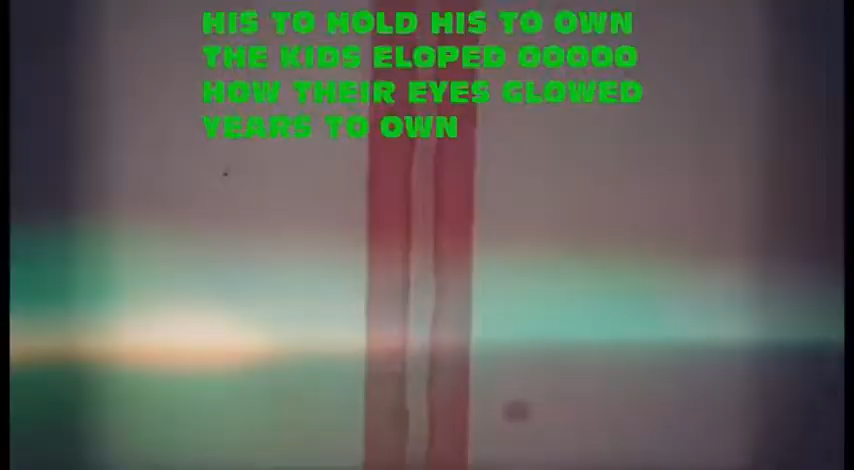 HIS TO HOLD HIS TO OWN
THE KIDS ELOPED OOOOO
HOW THEIR EYES GLOWED
YEARS TO OWN